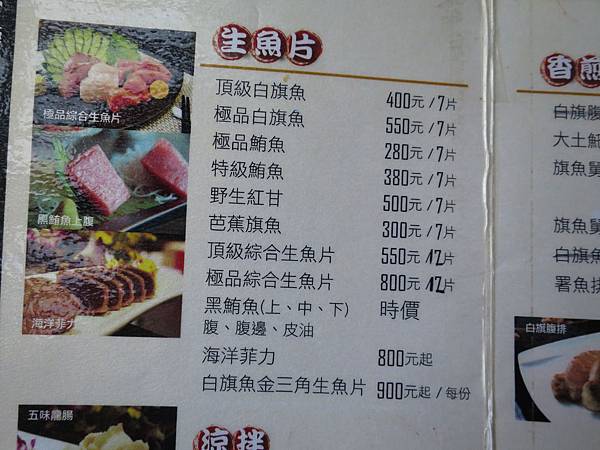 生魚片
極品綜合生魚片
黑鮪魚上腹
海洋菲力
五味龍腸
頂級白旗魚 400元/7片
極品白旗魚 550元/7片
極品鮪魚 280元/7片
特級鮪魚 380元/7片
野生紅甘 500元/7片
芭蕉旗魚 300元/7片
頂級綜合生魚片 550元12片
極品綜合生魚片 800元12片
黑鮪魚(上、中、下) 時價
腹、腹邊、皮油
海洋菲力 800元起
白旗魚金三角生魚片 900元起/每份
涼拌
香煎
白旗腹
大土魠
旗魚舅
旗魚舅
白旗魚
署魚排
白旗腹排